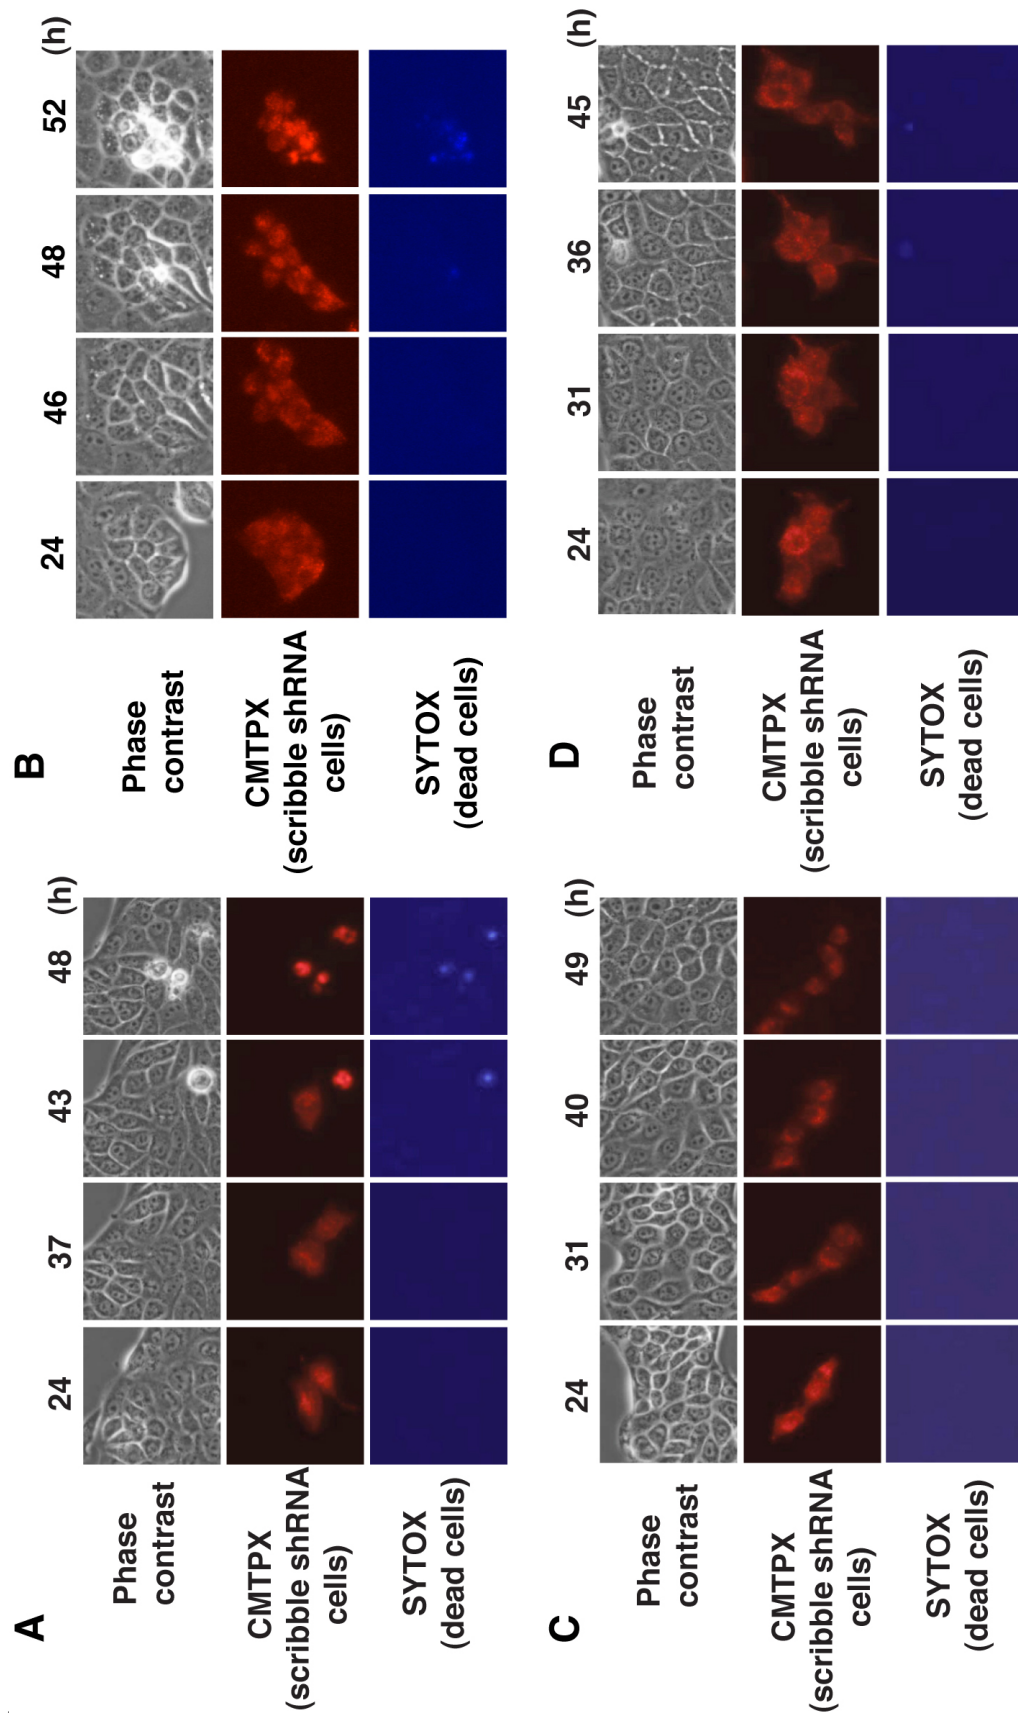 A
24
37
43
48
(h)
Phase
contrast
CMTPX
(scribble shRNA
cells)
SYTOX
(dead cells)
B
24
46
48
52
(h)
Phase
contrast
CMTPX
(scribble shRNA
cells)
SYTOX
(dead cells)
C
24
31
40
49
(h)
Phase
contrast
CMTPX
(scribble shRNA
cells)
SYTOX
(dead cells)
D
24
31
36
45
(h)
Phase
contrast
CMTPX
(scribble shRNA
cells)
SYTOX
(dead cells)